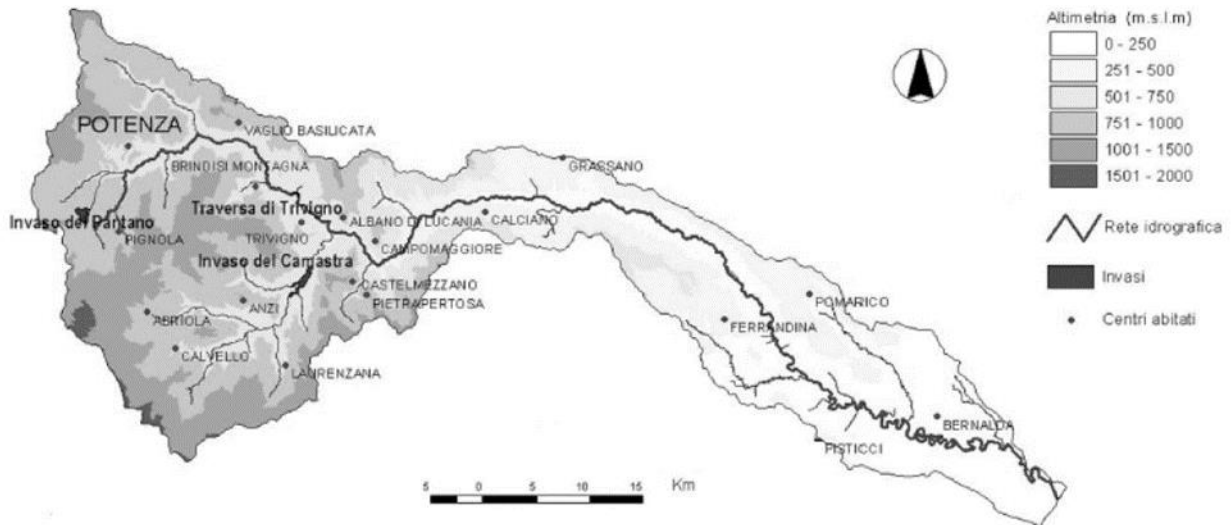 POTENZA
VAGLIO BASILICATA
BRINDISI MONTAGNA
GRASSANO
Invaso del Pantano
Traversa di Trivigno
PIGNOLA
TRIVIGNO
ALBANO DI LUCANIA
CALCIANO
CAMPOMAGGIORE
Invaso del Camastra
CASTELMEZZANO
PIETRAPERTOSA
ANZI
ABRIOLA
CALVELLO
LAURENZANA
POMARICO
FERRANDINA
BERNALDA
PISTICCI
5 0 5 10 15 Km
Altimetria (m.s.l.m)
0 - 250
251 - 500
501 - 750
751 - 1000
1001 - 1500
1501 - 2000
Rete idrografica
Invasi
Centri abitati